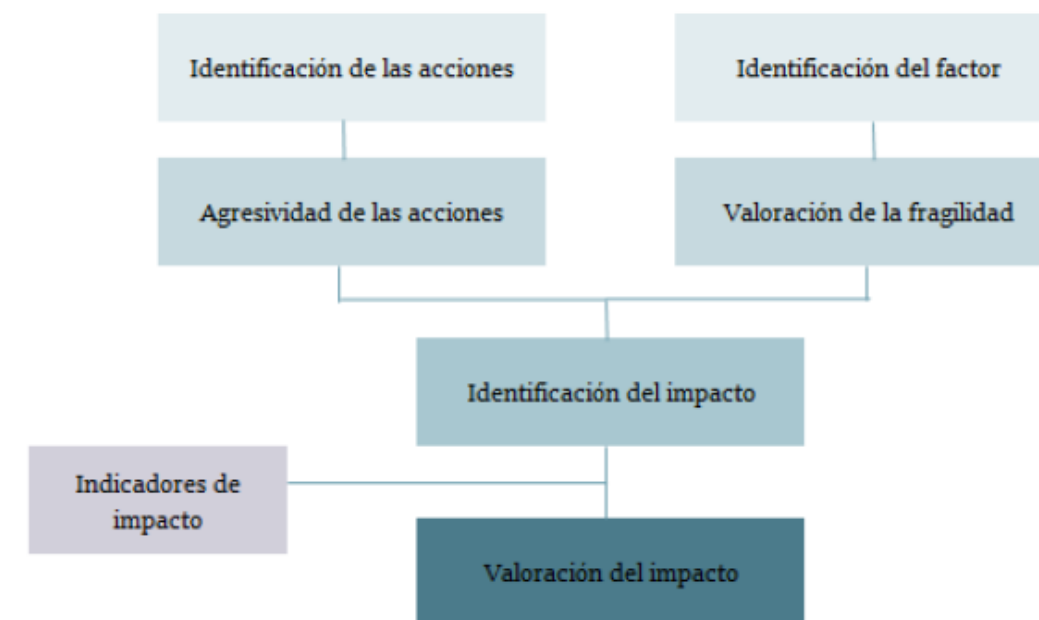 Identificación de las acciones
Identificación del factor
Agresividad de las acciones
Valoración de la fragilidad
Identificación del impacto
Indicadores de
impacto
Valoración del impacto